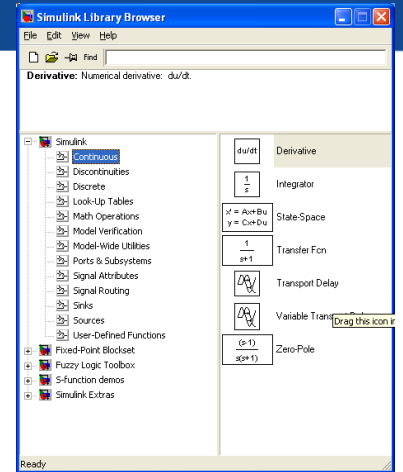 Simulink Library Browser
File Edit View Help
Find
Derivative: Numerical derivative: du/dt.
Simulink
Continuous
Discontinuities
Discrete
Look-Up Tables
Math Operations
Model Verification
Model-Wide Utilities
Ports & Subsystems
Signal Attributes
Signal Routing
Sinks
Sources
User-Defined Functions
Fixed-Point Blockset
Fuzzy Logic Toolbox
S-function demos
Simulink Extras
du/dt Derivative
1
s
Integrator
x' = Ax+Bu
y = Cx+Du
State-Space
1
s+1
Transfer Fcn
Transport Delay
Variable Transport
Drag this icon in
(s-1)
s(s+1)
Zero-Pole
Ready